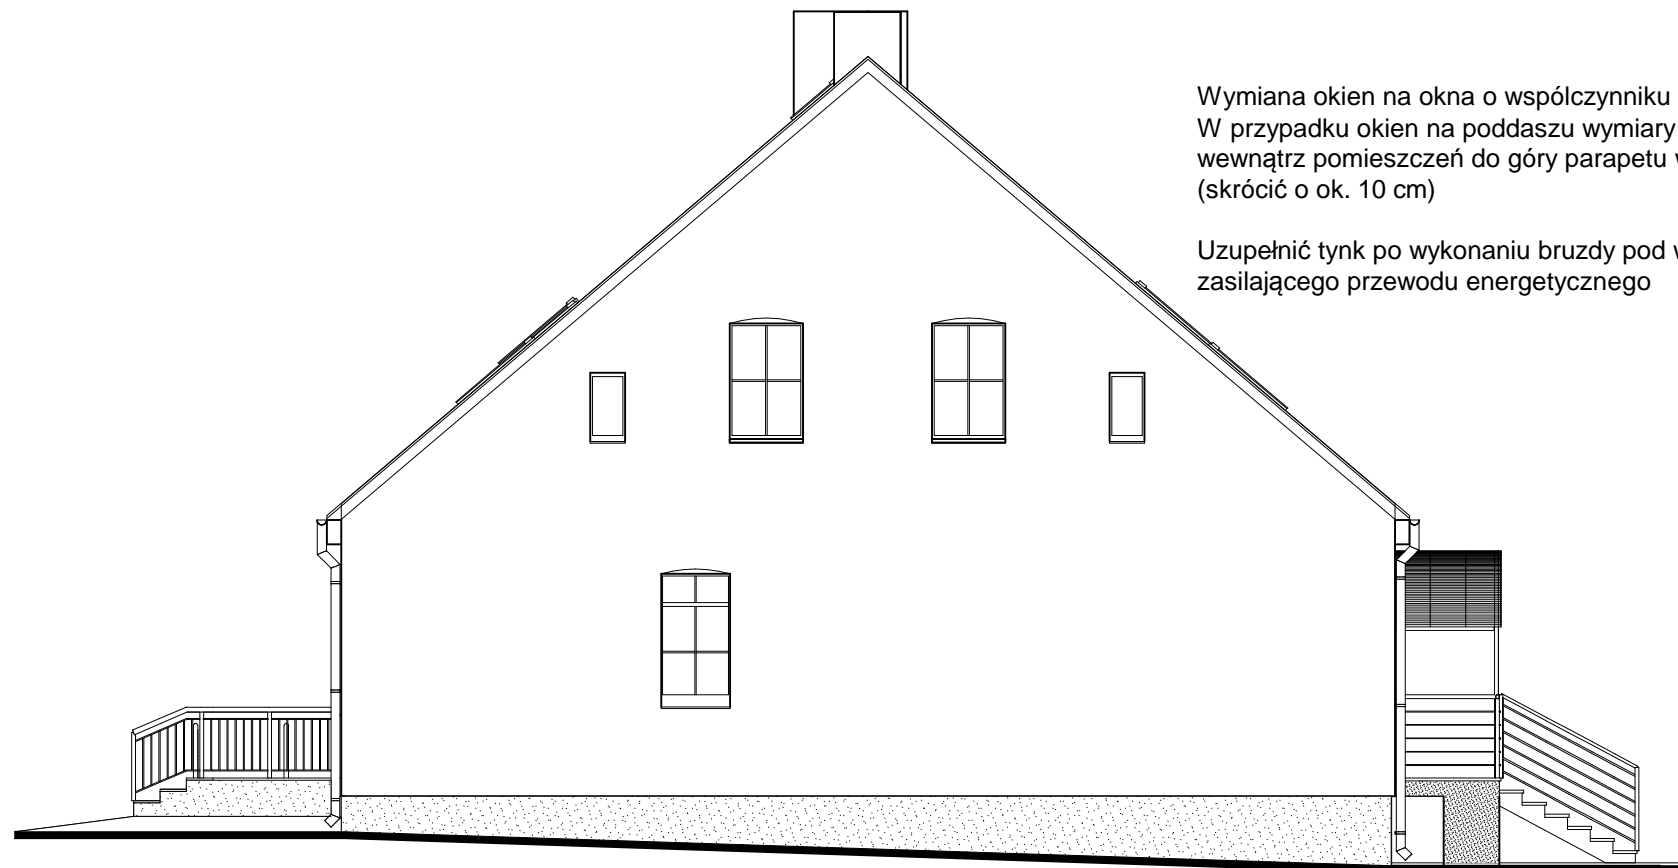 Wymiana okien na okna o wspólczynniku
W przypadku okien na poddaszu wymiary
wewnątrz pomieszczeń do góry parapetu
(skrócić o ok. 10 cm)
Uzupełnić tynk po wykonaniu bruzdy pod
zasilającego przewodu energetycznego